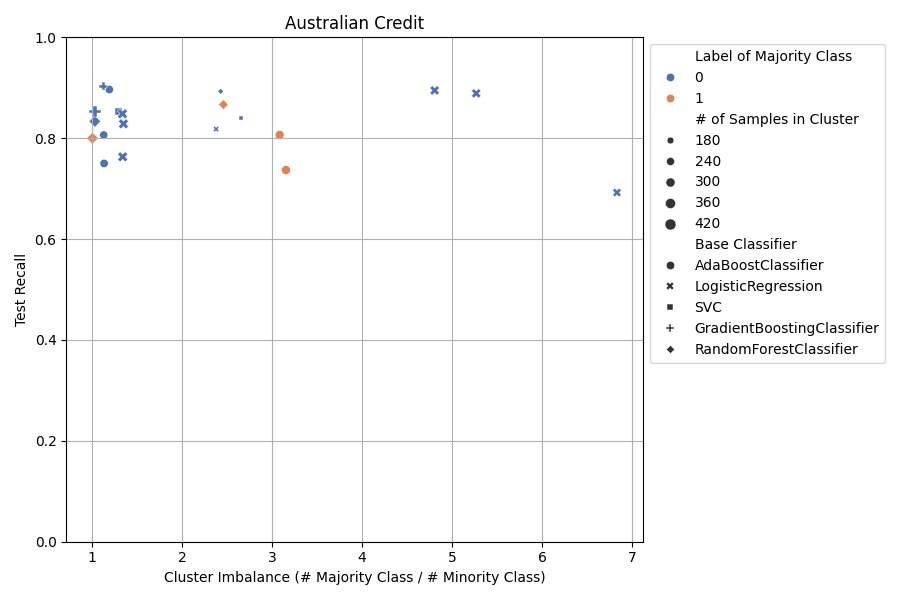 Australian Credit
1.0
0.8
0.6
0.4
0.2
0.0
Test Recall
1
2
3
4
5
6
7
Cluster Imbalance (# Majority Class / # Minority Class)
Label of Majority Class
0
1
# of Samples in Cluster
180
240
300
360
420
Base Classifier
AdaBoostClassifier
LogisticRegression
SVC
GradientBoostingClassifier
RandomForestClassifier